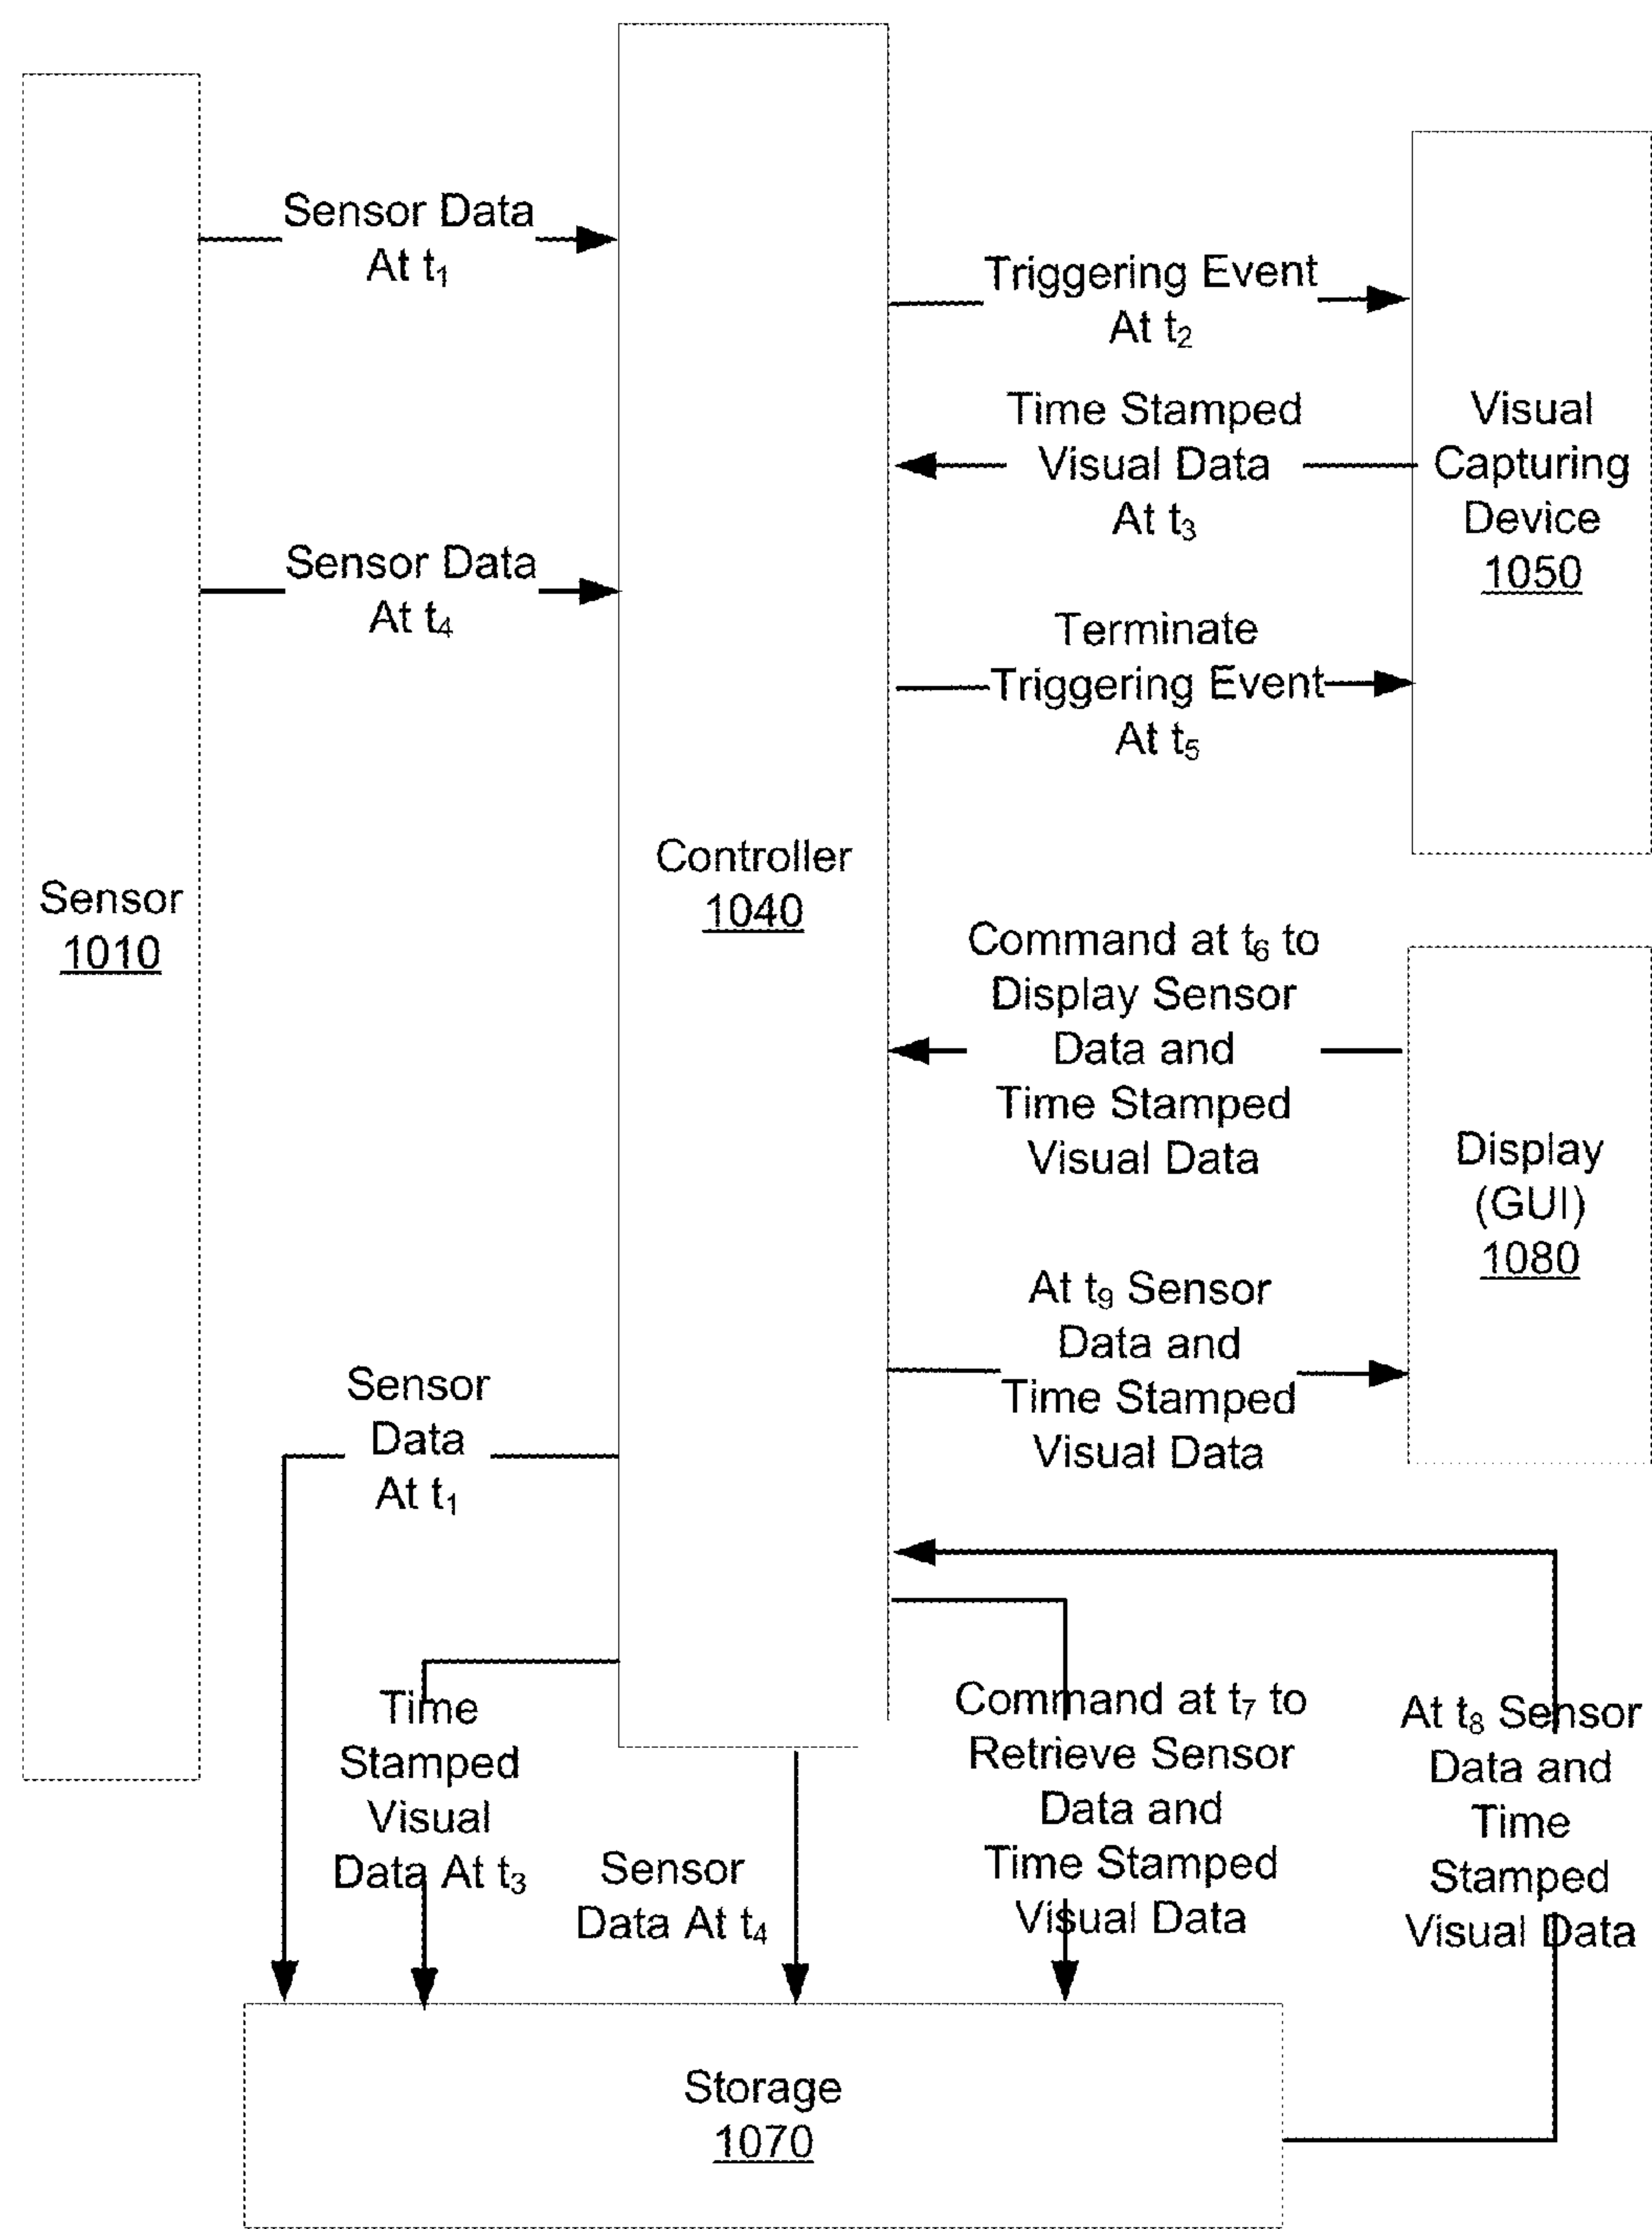 Sensor Data
At t₁
Triggering Event
At t₂
Time Stamped
Visual Data
At t₃
Visual
Capturing
Device
1050
Sensor Data
At t₄
Terminate
Triggering Event
At t₅
Controller
1040
Sensor
1010
Command at t₆ to
Display Sensor
Data and
Time Stamped
Visual Data
Display
(GUI)
1080
At t₉ Sensor
Data and
Time Stamped
Visual Data
Sensor
Data
At t₁
Time
Stamped
Visual
Data At t₃
Sensor
Data At t₄
Command at t₇ to
Retrieve Sensor
Data and
Time Stamped
Visual Data
At t₈ Sensor
Data and
Time
Stamped
Visual Data
Storage
1070